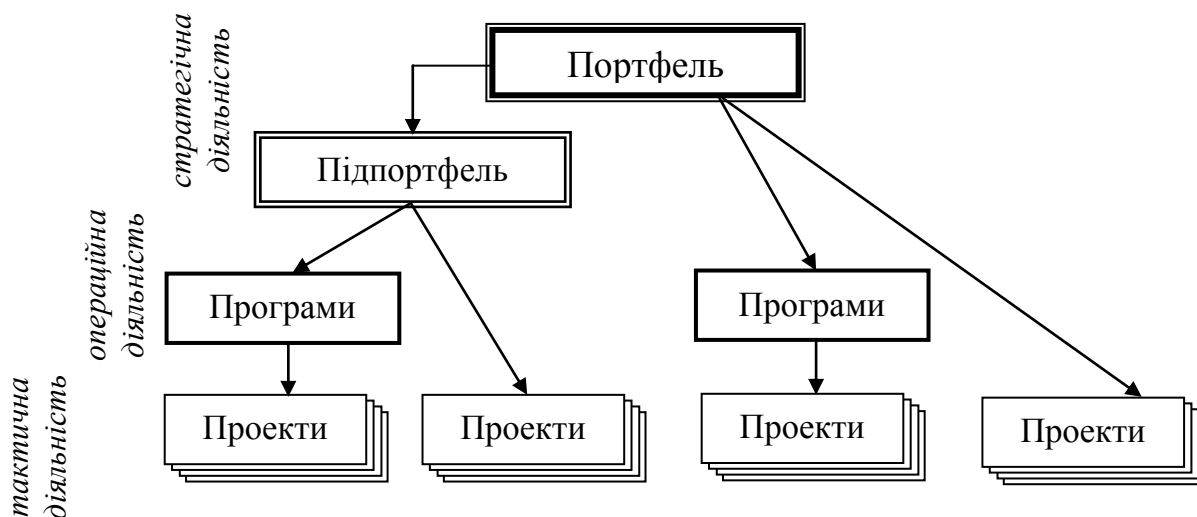 стратегічна
діяльність
Портфель
Підпортфель
операційна
діяльність
Програми
Програми
тактична
діяльність
Проекти
Проекти
Проекти
Проекти